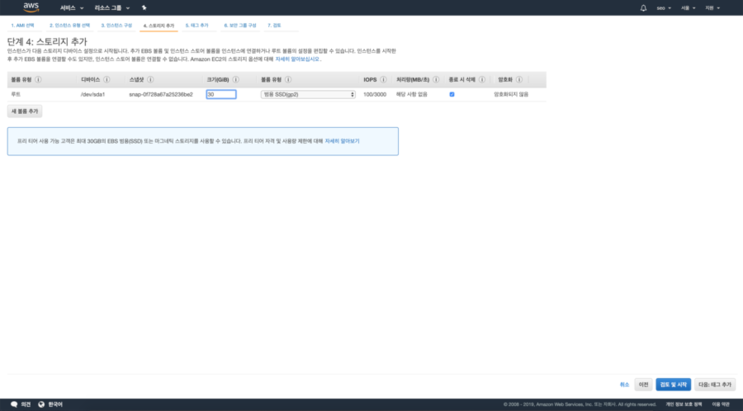 aws
서비스
리소스 그룹
seo
서울
지원
1. AMI 선택
2. 인스턴스 유형 선택
3. 인스턴스 구성
4. 스토리지 추가
5. 태그 추가
6. 보안 그룹 구성
7. 검토
단계 4: 스토리지 추가
인스턴스가 다음 스토리지 디바이스 설정으로 시작됩니다. 추가 EBS 볼륨 및 인스턴스 스토어 볼륨을 인스턴스에 연결하거나 루트 볼륨의 설정을 편집할 수 있습니다. 인스턴스를 시작한
후 추가 EBS 볼륨을 연결할 수도 있지만, 인스턴스 스토어 볼륨은 연결할 수 없습니다. Amazon EC2의 스토리지 옵션에 대해 자세히 알아보십시오.
볼륨 유형
디바이스
스냅샷
크기(GiB)
볼륨 유형
IOPS
처리량(MB/초)
종료 시 삭제
암호화
루트
/dev/sda1
30
범용 SSD(gp2)
100/3000
해당 사항 없음
암호화되지 않음
새 볼륨 추가
프리 티어 사용 가능 고객은 최대 30GB의 EBS 범용(SSD) 또는 마그네틱 스토리지를 사용할 수 있습니다. 프리 티어 자격 및 사용량 제한에 대해 자세히 알아보기
취소
이전
검토 및 시작
다음: 태그 추가
의견
한국어
개인 정보 보호 정책
이용 약관